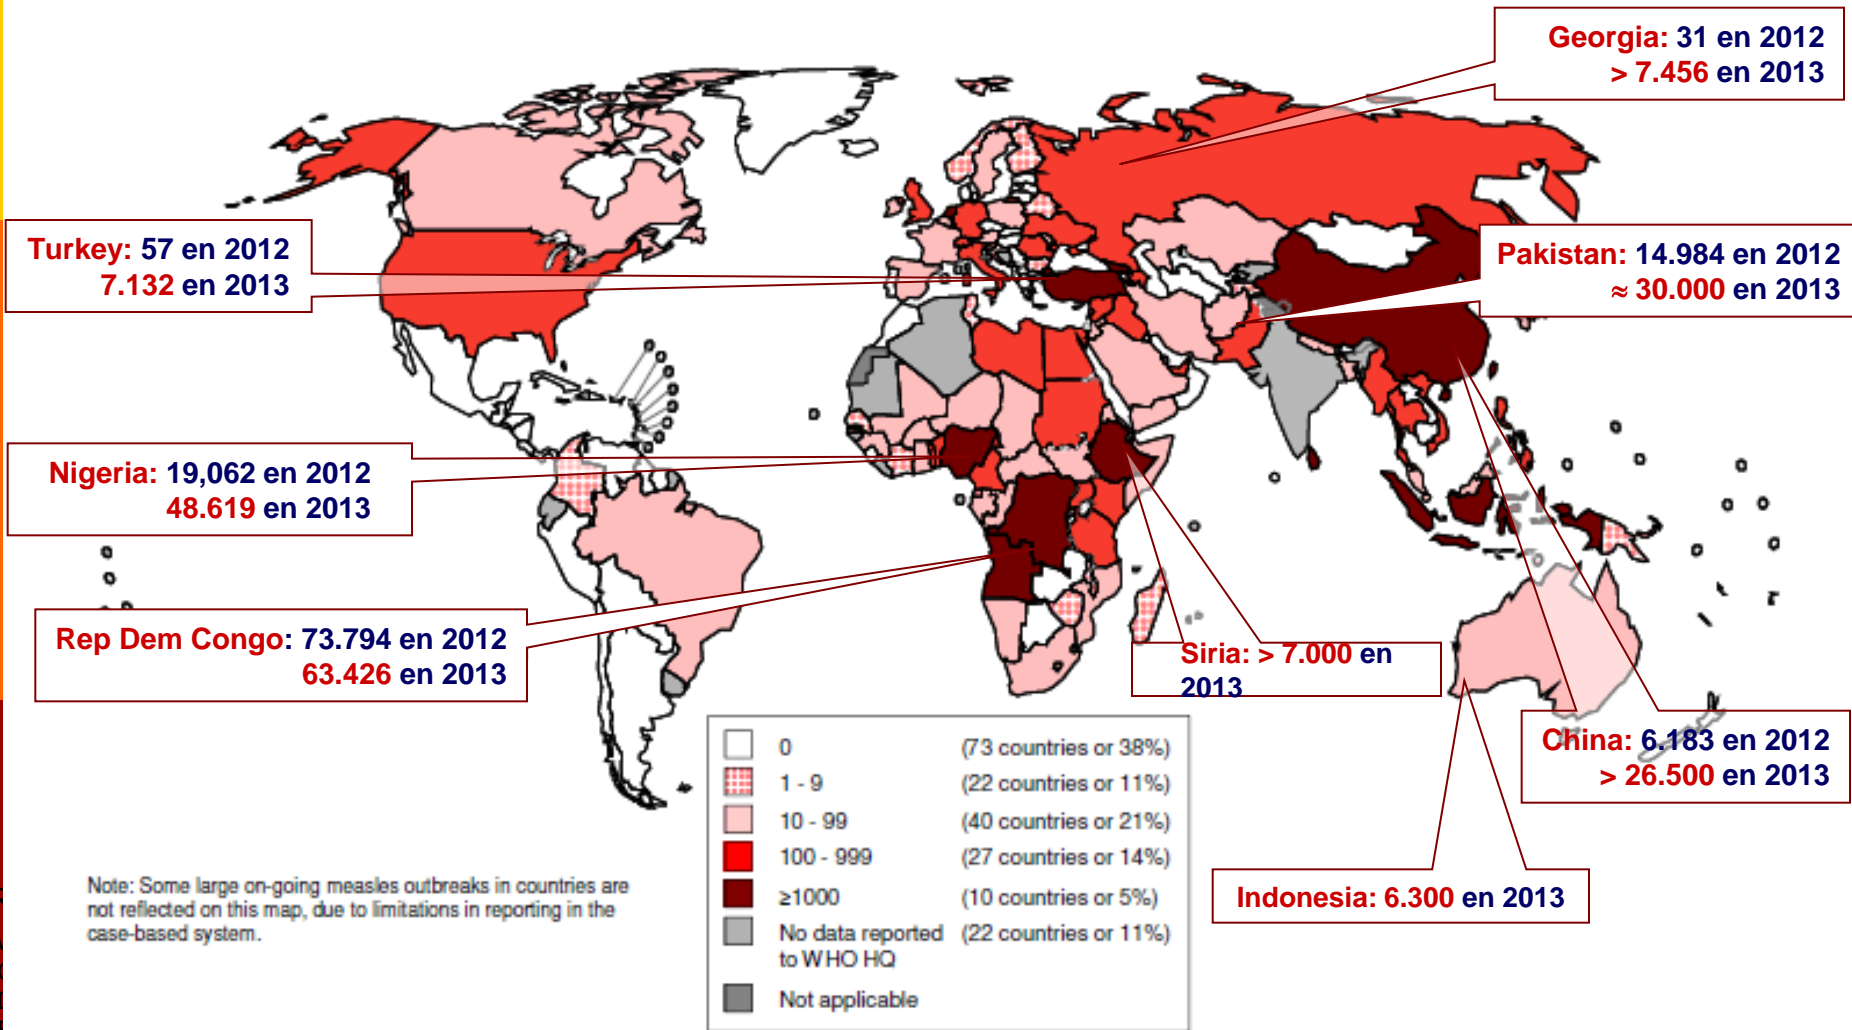 Georgia: 31 en 2012
> 7.456 en 2013
Turkey: 57 en 2012
7.132 en 2013
Pakistan: 14.984 en 2012
≈ 30.000 en 2013
Nigeria: 19,062 en 2012
48.619 en 2013
Rep Dem Congo: 73.794 en 2012
63.426 en 2013
Siria: > 7.000 en
2013
China: 6.183 en 2012
> 26.500 en 2013
Indonesia: 6.300 en 2013
0 (73 countries or 38%)
1 - 9 (22 countries or 11%)
10 - 99 (40 countries or 21%)
100 - 999 (27 countries or 14%)
≥1000 (10 countries or 5%)
No data reported (22 countries or 11%)
to WHO HQ
Not applicable
Note: Some large on-going measles outbreaks in countries are
not reflected on this map, due to limitations in reporting in the
case-based system.